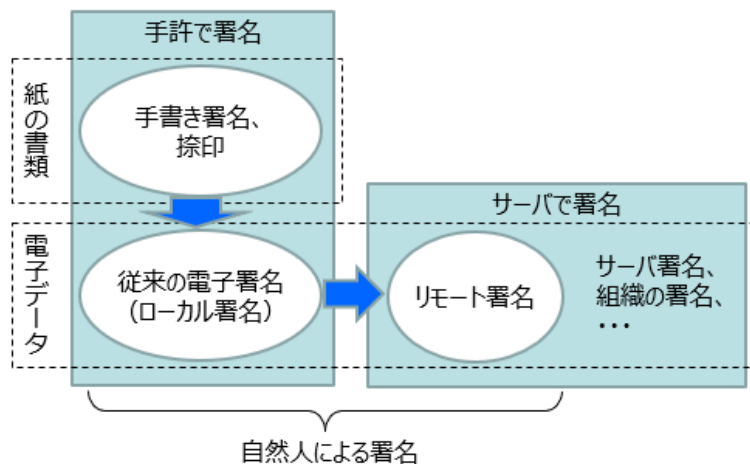 手許で署名
紙の書類
手書き署名、
捺印
サーバで署名
電子データ
従来の電子署名
(ローカル署名)
リモート署名
サーバ署名、
組織の署名、
・・・
自然人による署名